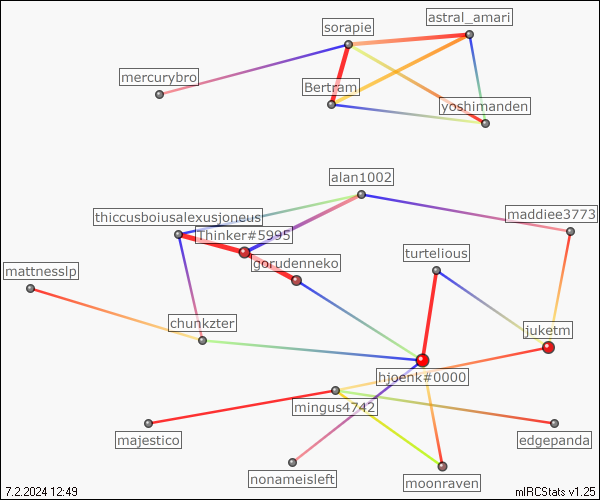 astral_amari
sorapie
mercurybro
Bertram
yoshimanden
alan1002
thiccusboiusalexusjoneus
maddiee3773
Thinker#5995
turtelious
gorudenneko
mattnesslp
chunkzter
juketm
hjoenk#0000
mingus4742
majestico
edgepanda
nonameisleft
moonraven
7.2.2024 12:49
mIRCStats v1.25